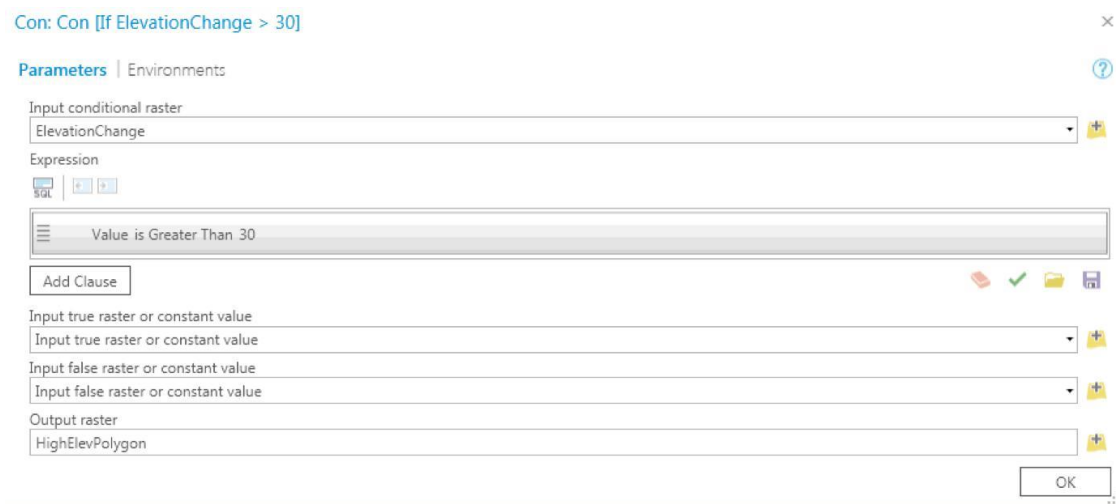 Con: Con [If ElevationChange > 30]
Parameters | Environments
Input conditional raster
ElevationChange
Expression
SQL
Value is Greater Than 30
Add Clause
Input true raster or constant value
Input true raster or constant value
Input false raster or constant value
Input false raster or constant value
Output raster
HighElevPolygon
OK